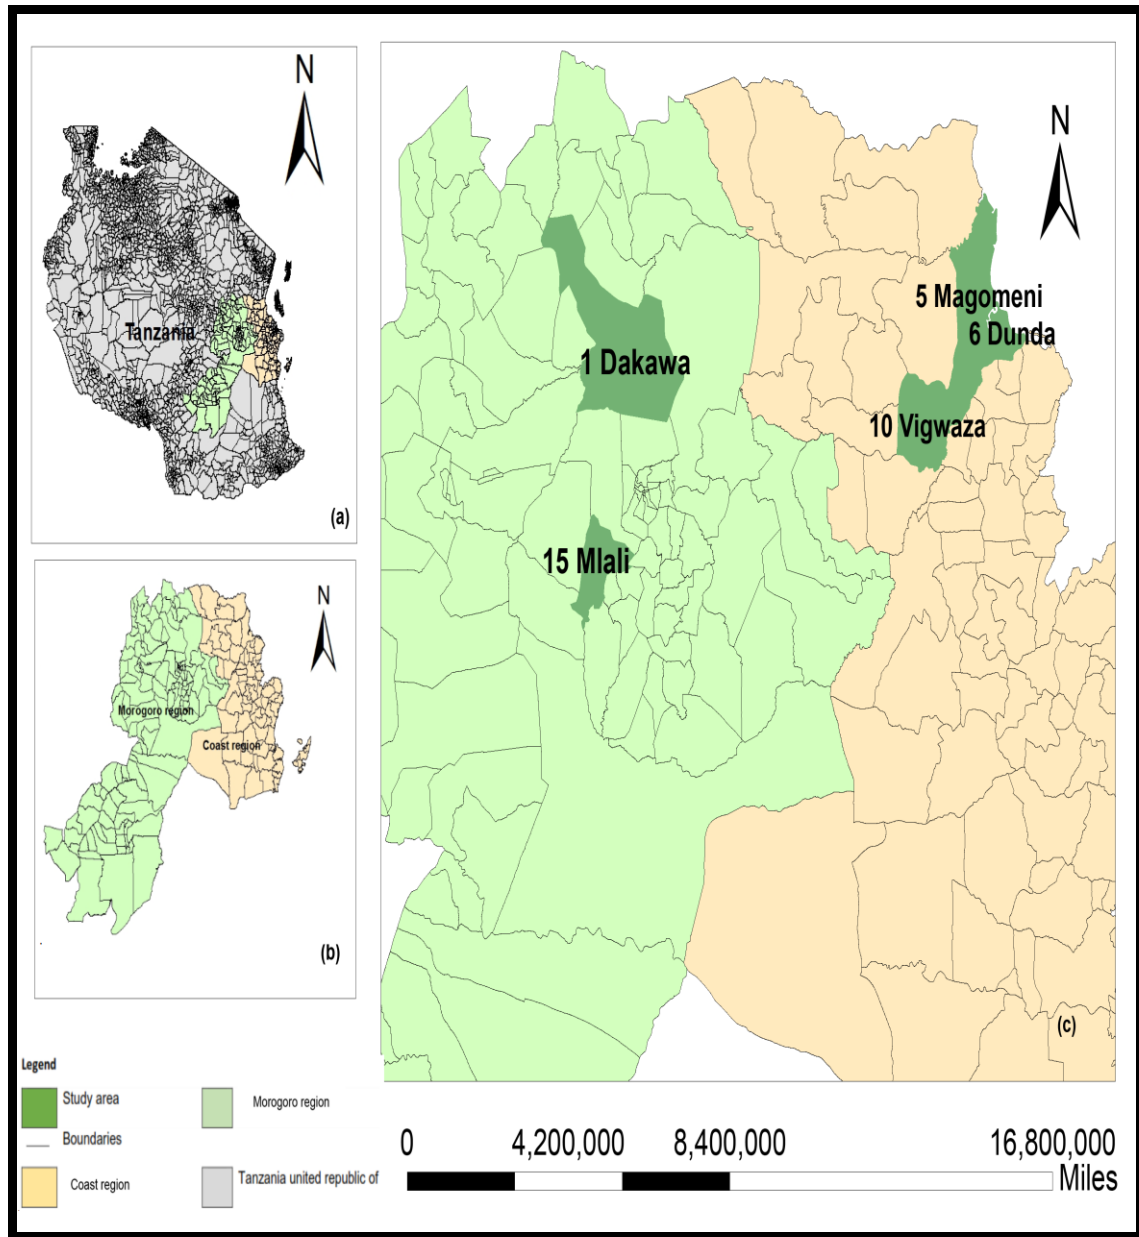 N
Tanzania
(a)
N
Morogoro region
Coast region
(b)
N
5 Magomeni
6 Dunda
1 Dakawa
10 Vigwaza
15 Mlali
(c)
Legend
Study area
Morogoro region
Boundaries
Coast region
Tanzania united republic of
0 4,200,000 8,400,000 16,800,000
Miles